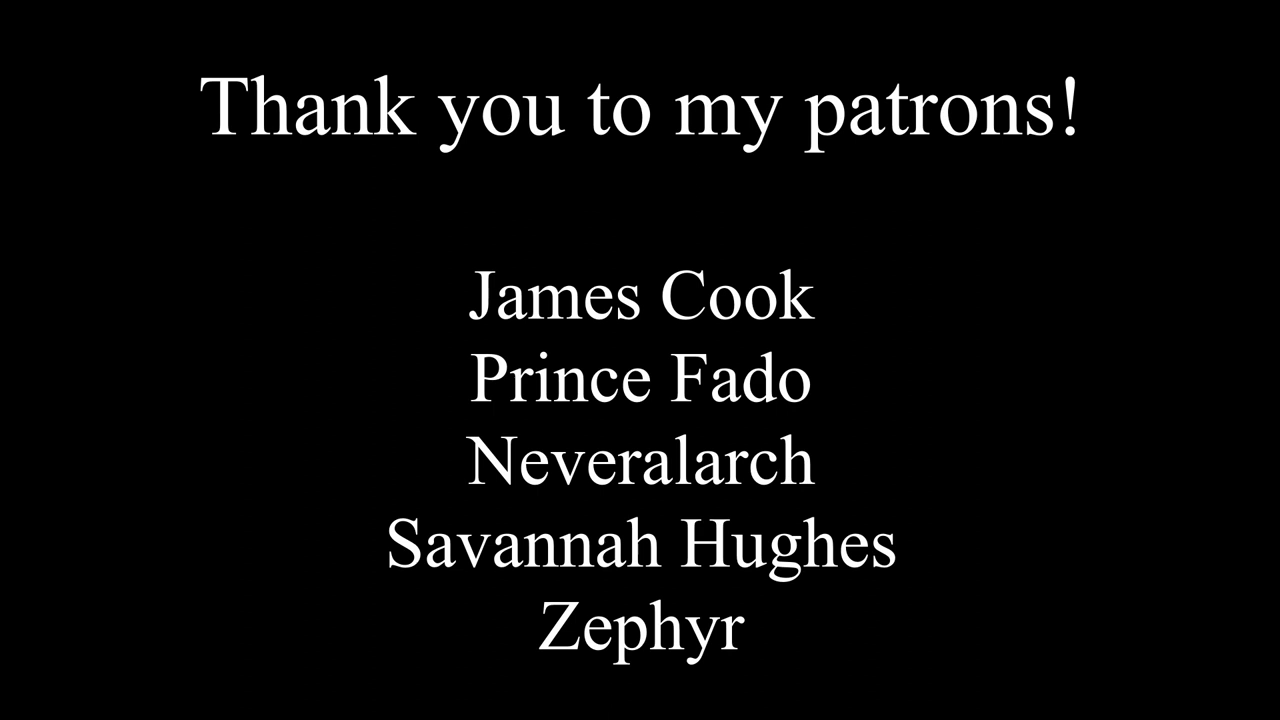 Thank you to my patrons!
James Cook
Prince Fado
Neveralarch
Savannah Hughes
Zephyr